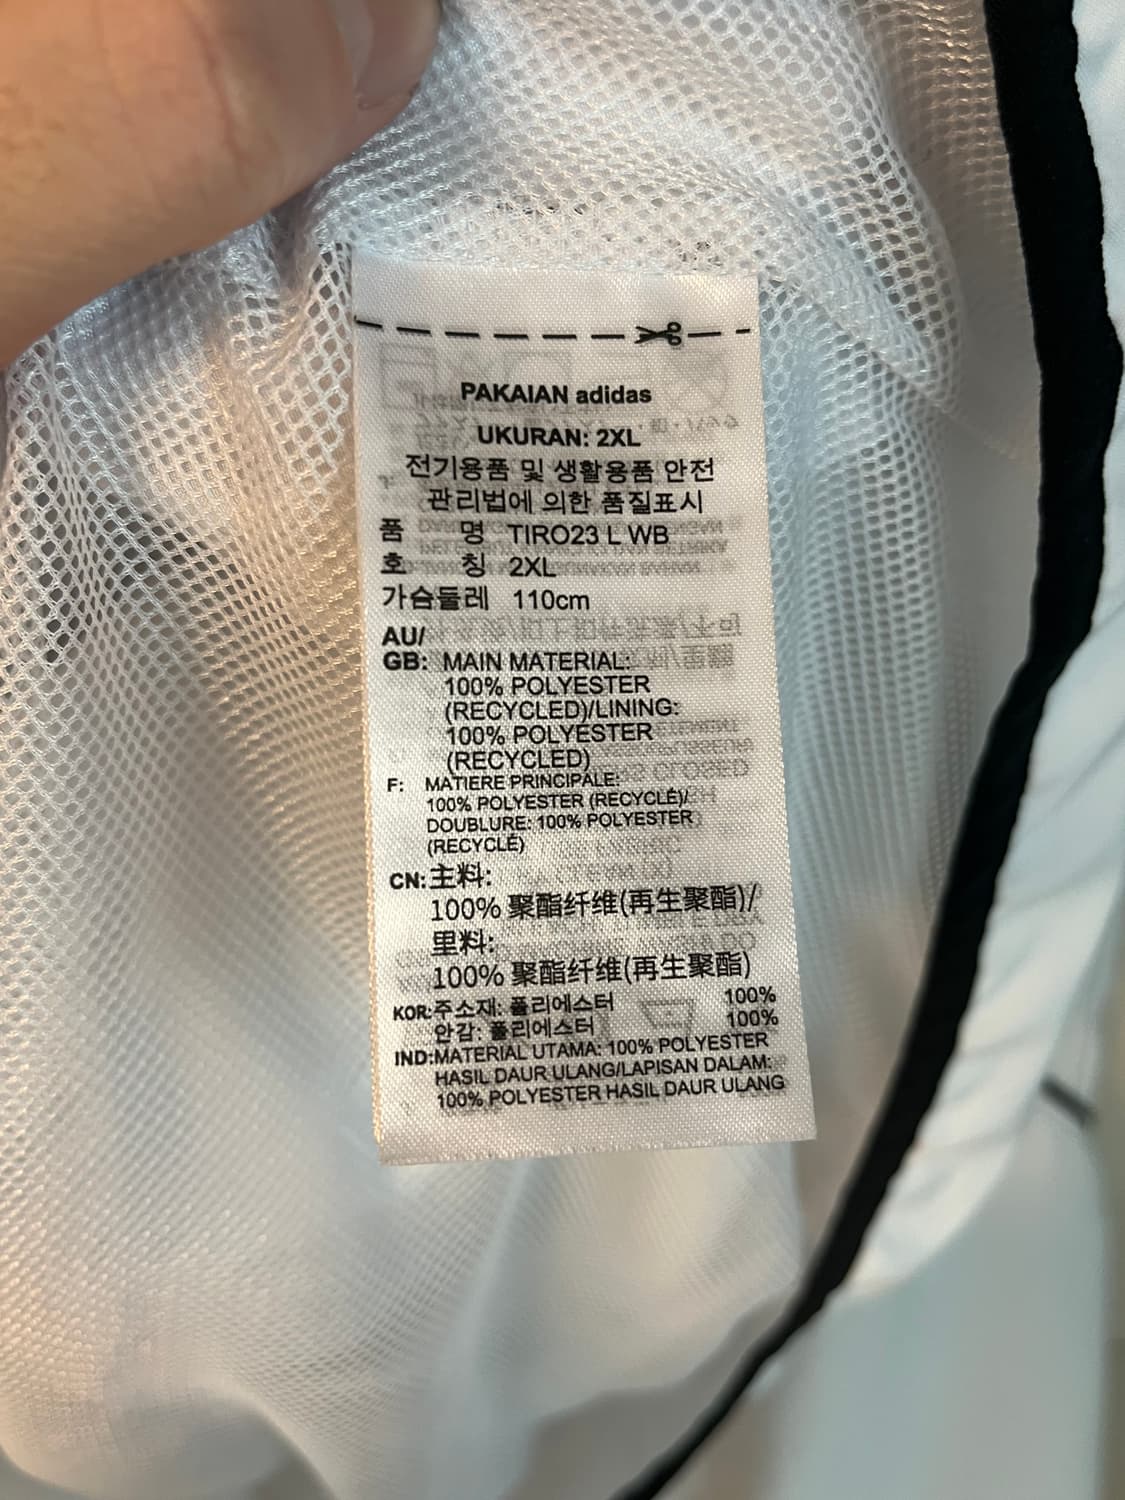 PAKAIAN adidas
UKURAN: 2XL
전기용품 및 생활용품 안전
관리법에 의한 품질표시
품 명 TIRO23 L WB
호 칭 2XL
가슴둘레 110cm
AU/
GB: MAIN MATERIAL:
100% POLYESTER
(RECYCLED)/LINING:
100% POLYESTER
(RECYCLED)
F: MATIERE PRINCIPALE:
100% POLYESTER (RECYCLÉ)/
DOUBLURE: 100% POLYESTER
(RECYCLÉ)
CN:主料:
100% 聚酯纤维(再生聚酯)/
里料:
100% 聚酯纤维(再生聚酯)
KOR:주소재: 폴리에스터 100%
안감: 폴리에스터 100%
IND:MATERIAL UTAMA: 100% POLYESTER
HASIL DAUR ULANG/LAPISAN DALAM:
100% POLYESTER HASIL DAUR ULANG